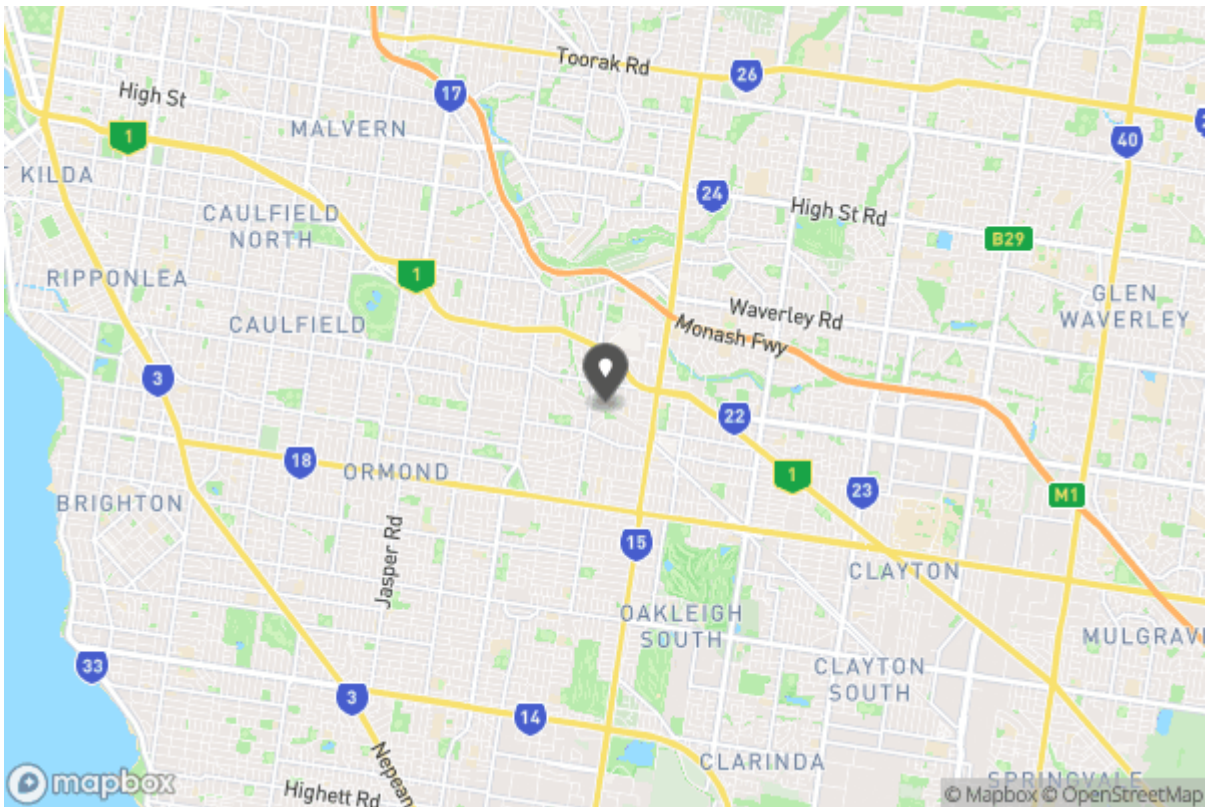 Toorak Rd
26
High St
17
MALVERN
1
40
T KILDA
24
CAULFIELD
NORTH
High St Rd
B29
RIPPONLEA
1
GLEN
WAVERLEY
CAULFIELD
Waverley Rd
Monash Fwy
3
22
18
ORMOND
1
23
M1
BRIGHTON
15
Jasper Rd
CLAYTON
OAKLEIGH
SOUTH
MULGRAV
33
CLAYTON
SOUTH
3
14
Nepean
CLARINDA
mapbox
Highett Rd
SPRINGVALE
© Mapbox © OpenStreetMap